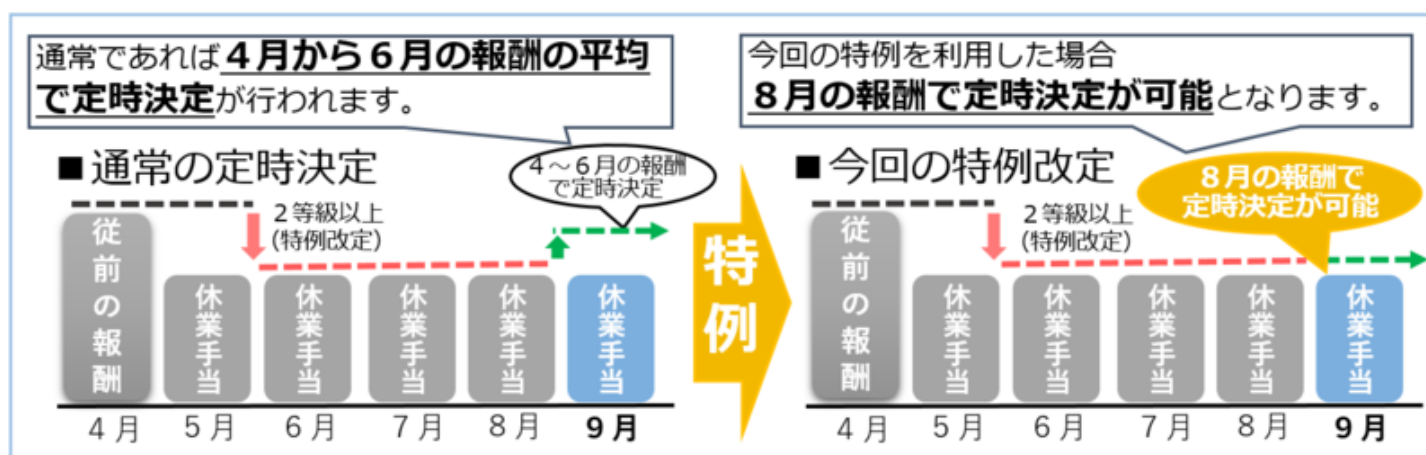 通常であれば４月から６月の報酬の平均
で定時決定が行われます。
■通常の定時決定
４～６月の報酬
で定時決定
２等級以上
(特例改定)
従前の報酬
休業手当
休業手当
休業手当
休業手当
休業手当
4月
5月
6月
7月
8月
9月
特例
今回の特例を利用した場合
８月の報酬で定時決定が可能となります。
■今回の特例改定
８月の報酬で
定時決定が可能
２等級以上
(特例改定)
従前の報酬
休業手当
休業手当
休業手当
休業手当
休業手当
4月
5月
6月
7月
8月
9月